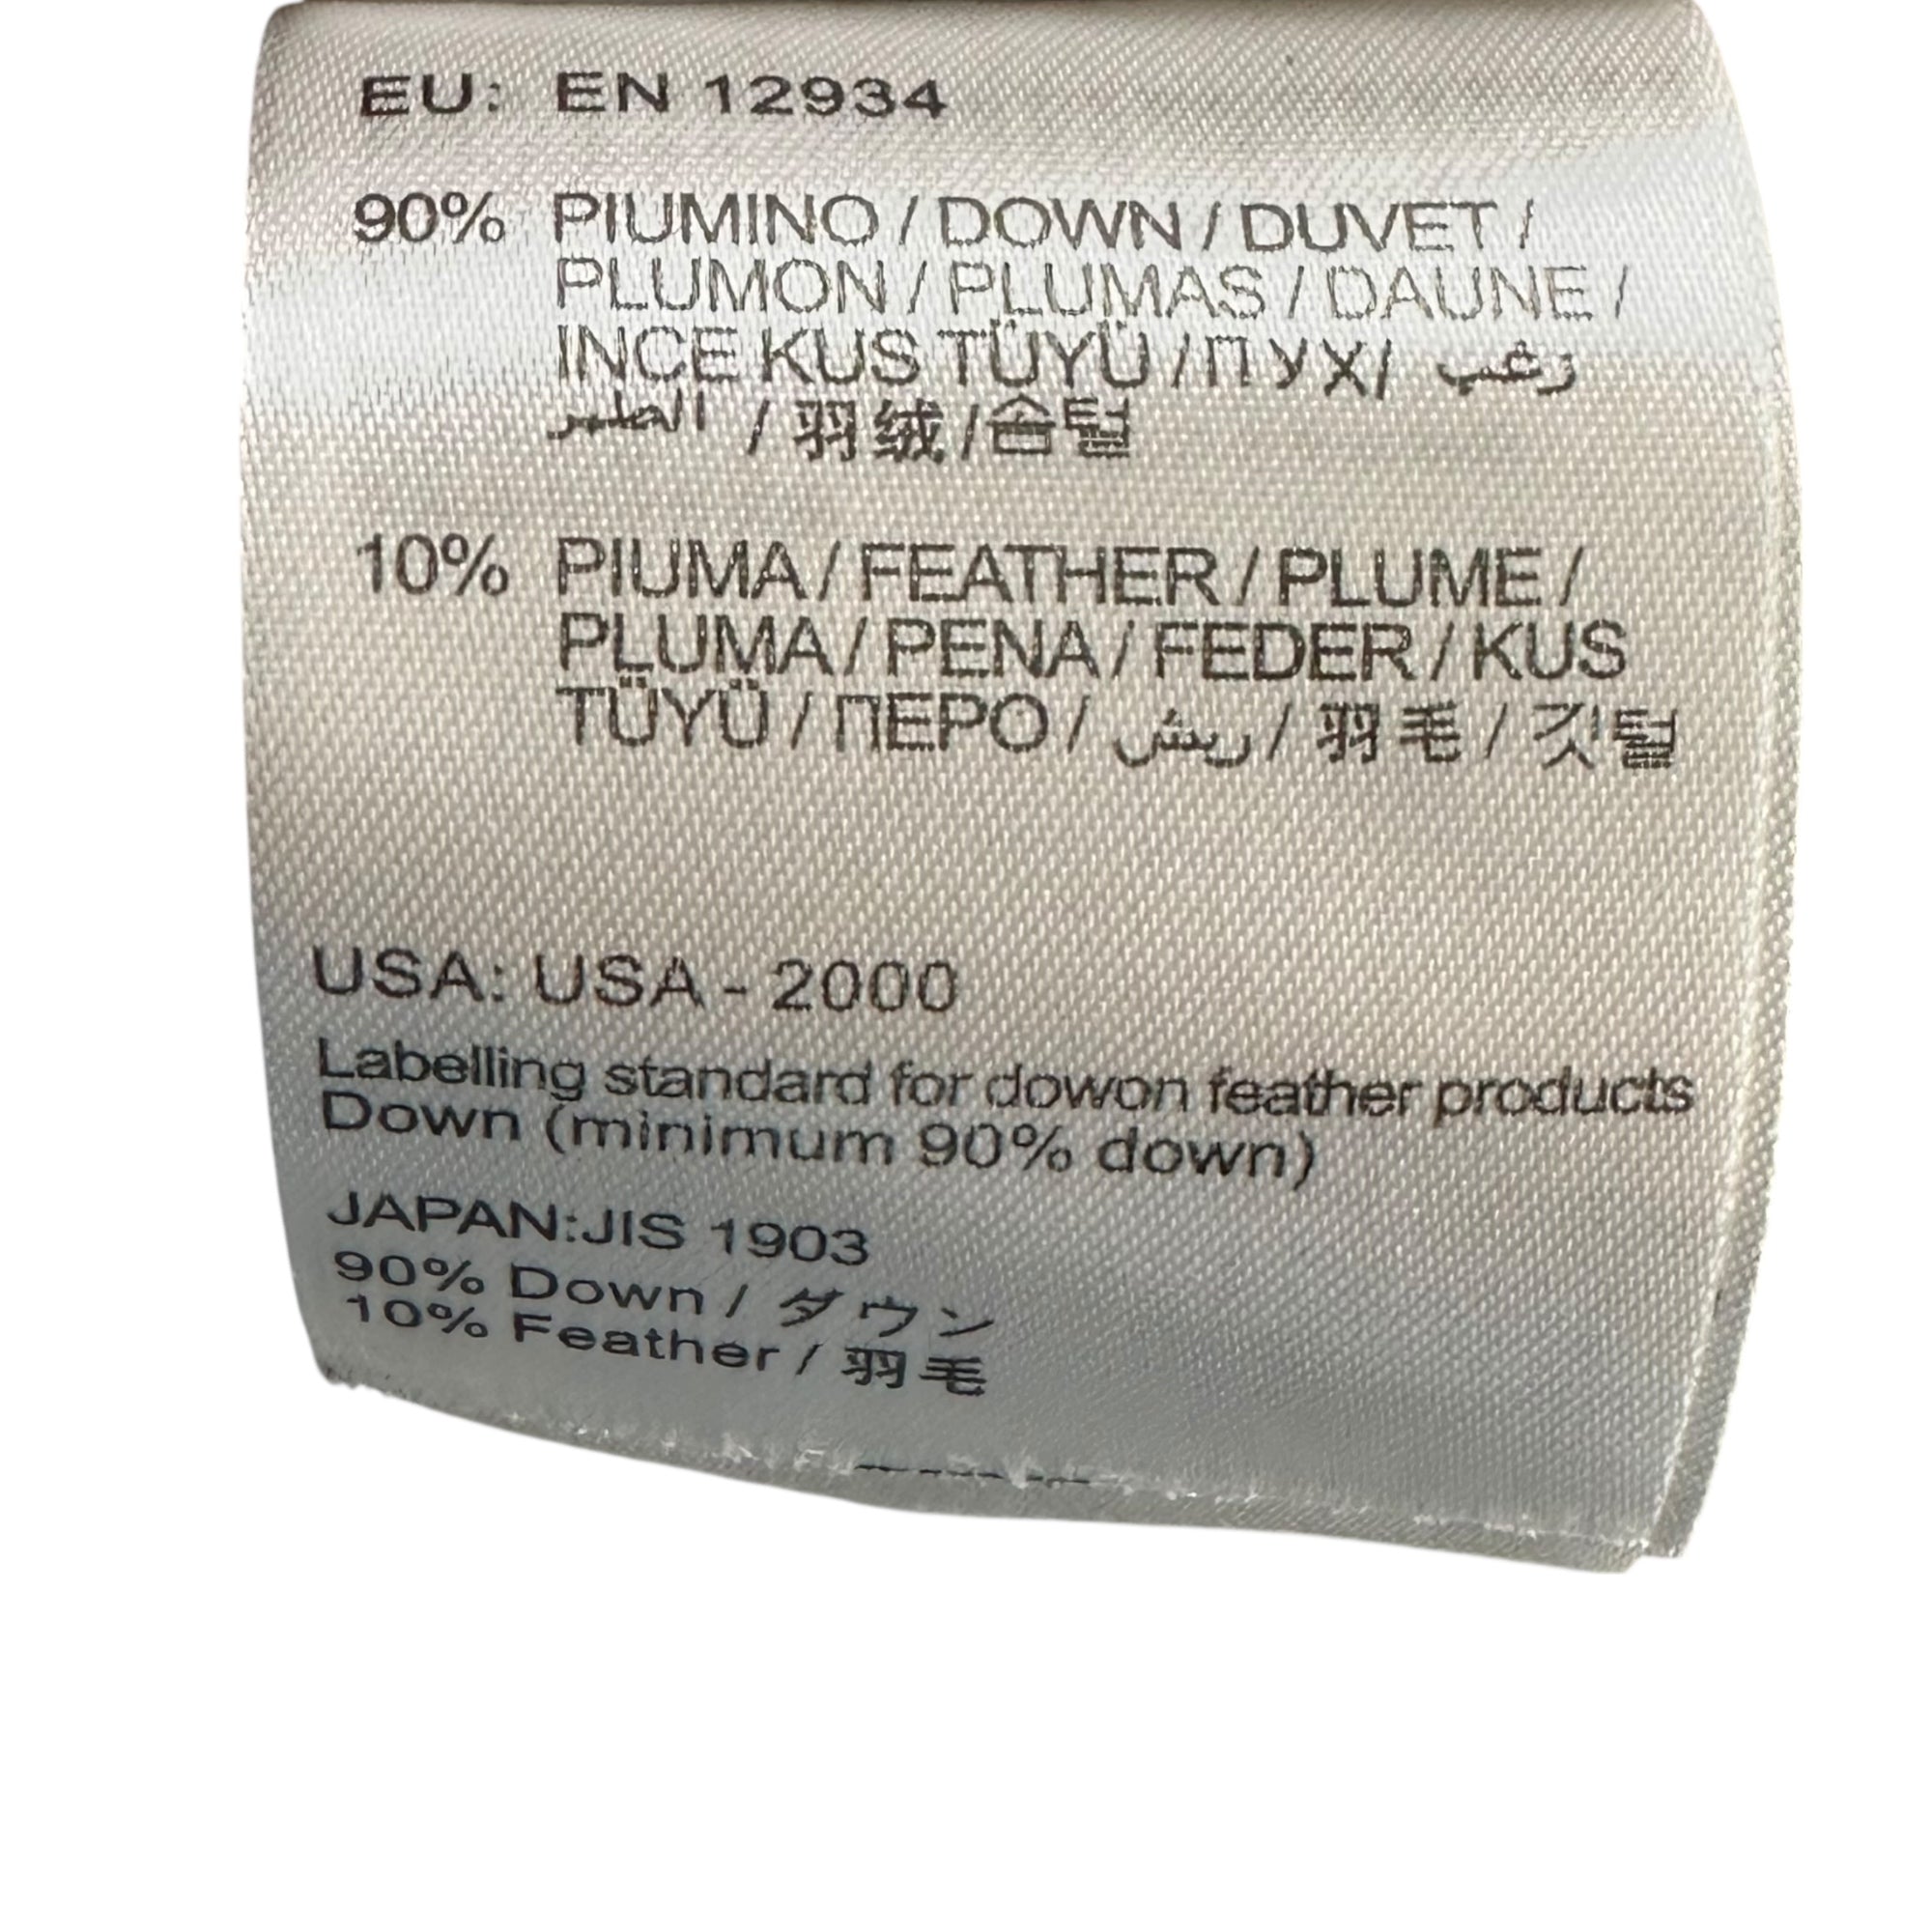 EU: EN 12934
90% PIUMINO / DOWN / DUVET /
PLUMON / PLUMAS / DAUNE /
INCE KUS TÜYÜ / ПУХ/ زغب
الطير / 羽绒 / 솜털
10% PIUMA / FEATHER / PLUME /
PLUMA / PENA / FEDER / KUS
TÜYÜ / ПЕРО / ريش / 羽毛 / 깃털
USA: USA - 2000
Labelling standard for dowon feather products
Down (minimum 90% down)
JAPAN:JIS 1903
90% Down / ダウン
10% Feather / 羽毛